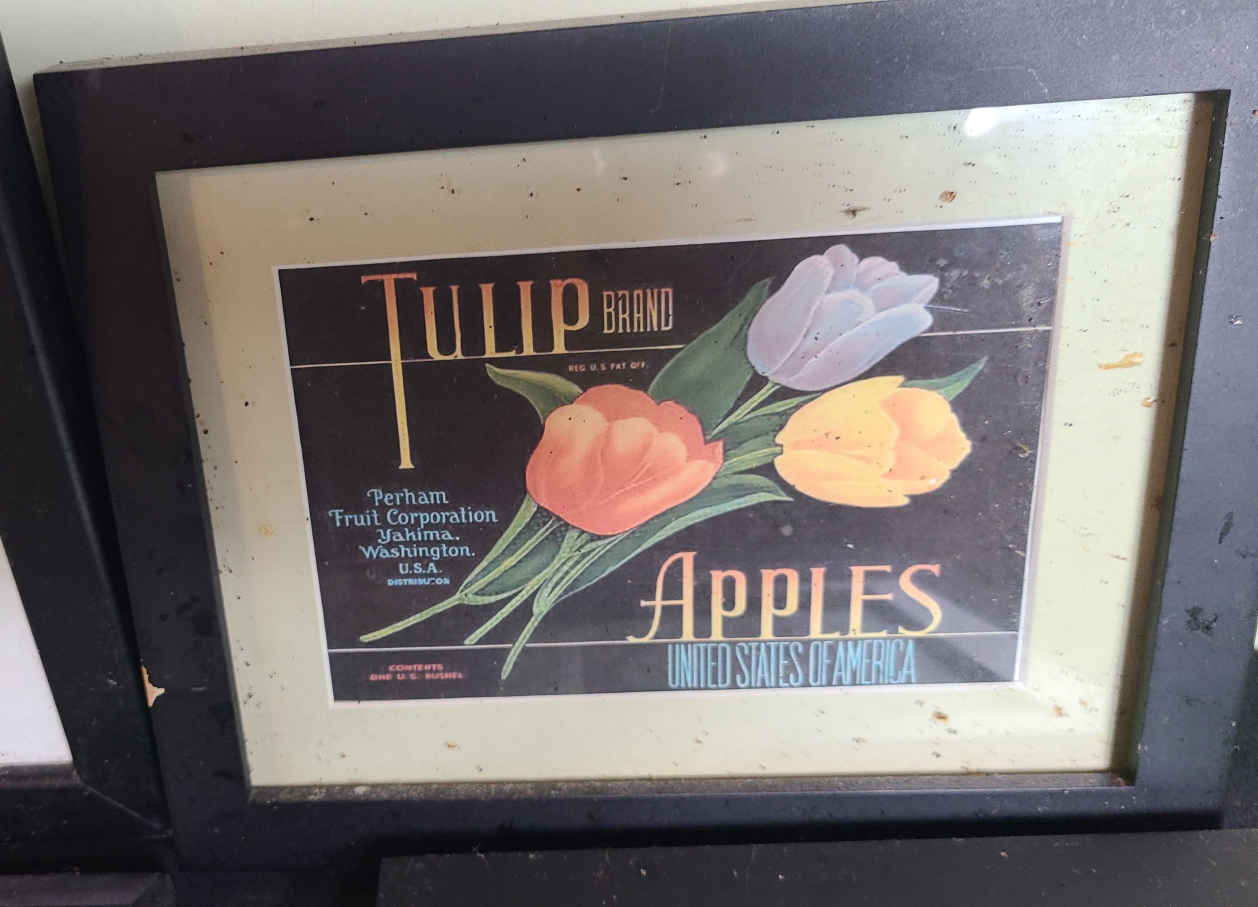 TULIP BRAND
REG. U.S. PAT. OFF.
Perham
Fruit Corporation
Yakima,
Washington.
U.S.A.
DISTRIBUTOR
APPLES
UNITED STATES OF AMERICA
CONTENTS
ONE U.S. BUSHEL